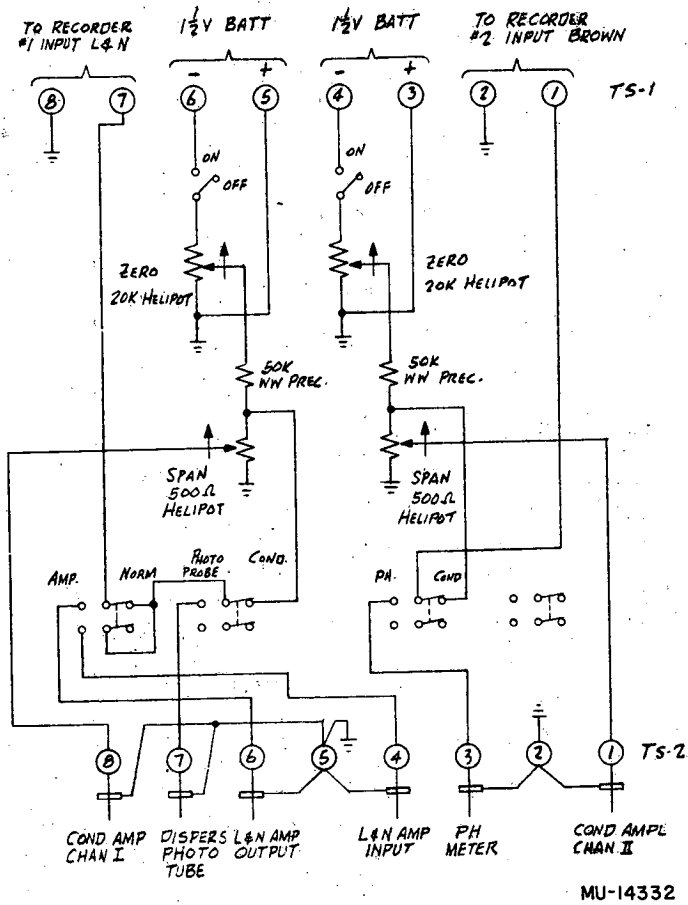 TO RECORDER
#1 INPUT L&N
1½V BATT
1½V BATT
TO RECORDER
#2 INPUT BROWN
- +
- +
8 7 6 5 4 3 2 1 TS-1
ON
OFF
ON
OFF
ZERO
20K HELIPOT
ZERO
20K HELIPOT
50K
WW PREC.
50K
WW PREC.
SPAN
500Ω
HELIPOT
SPAN
500Ω
HELIPOT
AMP. NORM
PHOTO
PROBE
COND.
PH. COND
8 7 6 5 4 3 2 1 TS-2
COND AMP
CHAN I
DISPERS
PHOTO
TUBE
L&N AMP
OUTPUT
L&N AMP
INPUT
PH
METER
COND AMPL
CHAN II
MU-14332